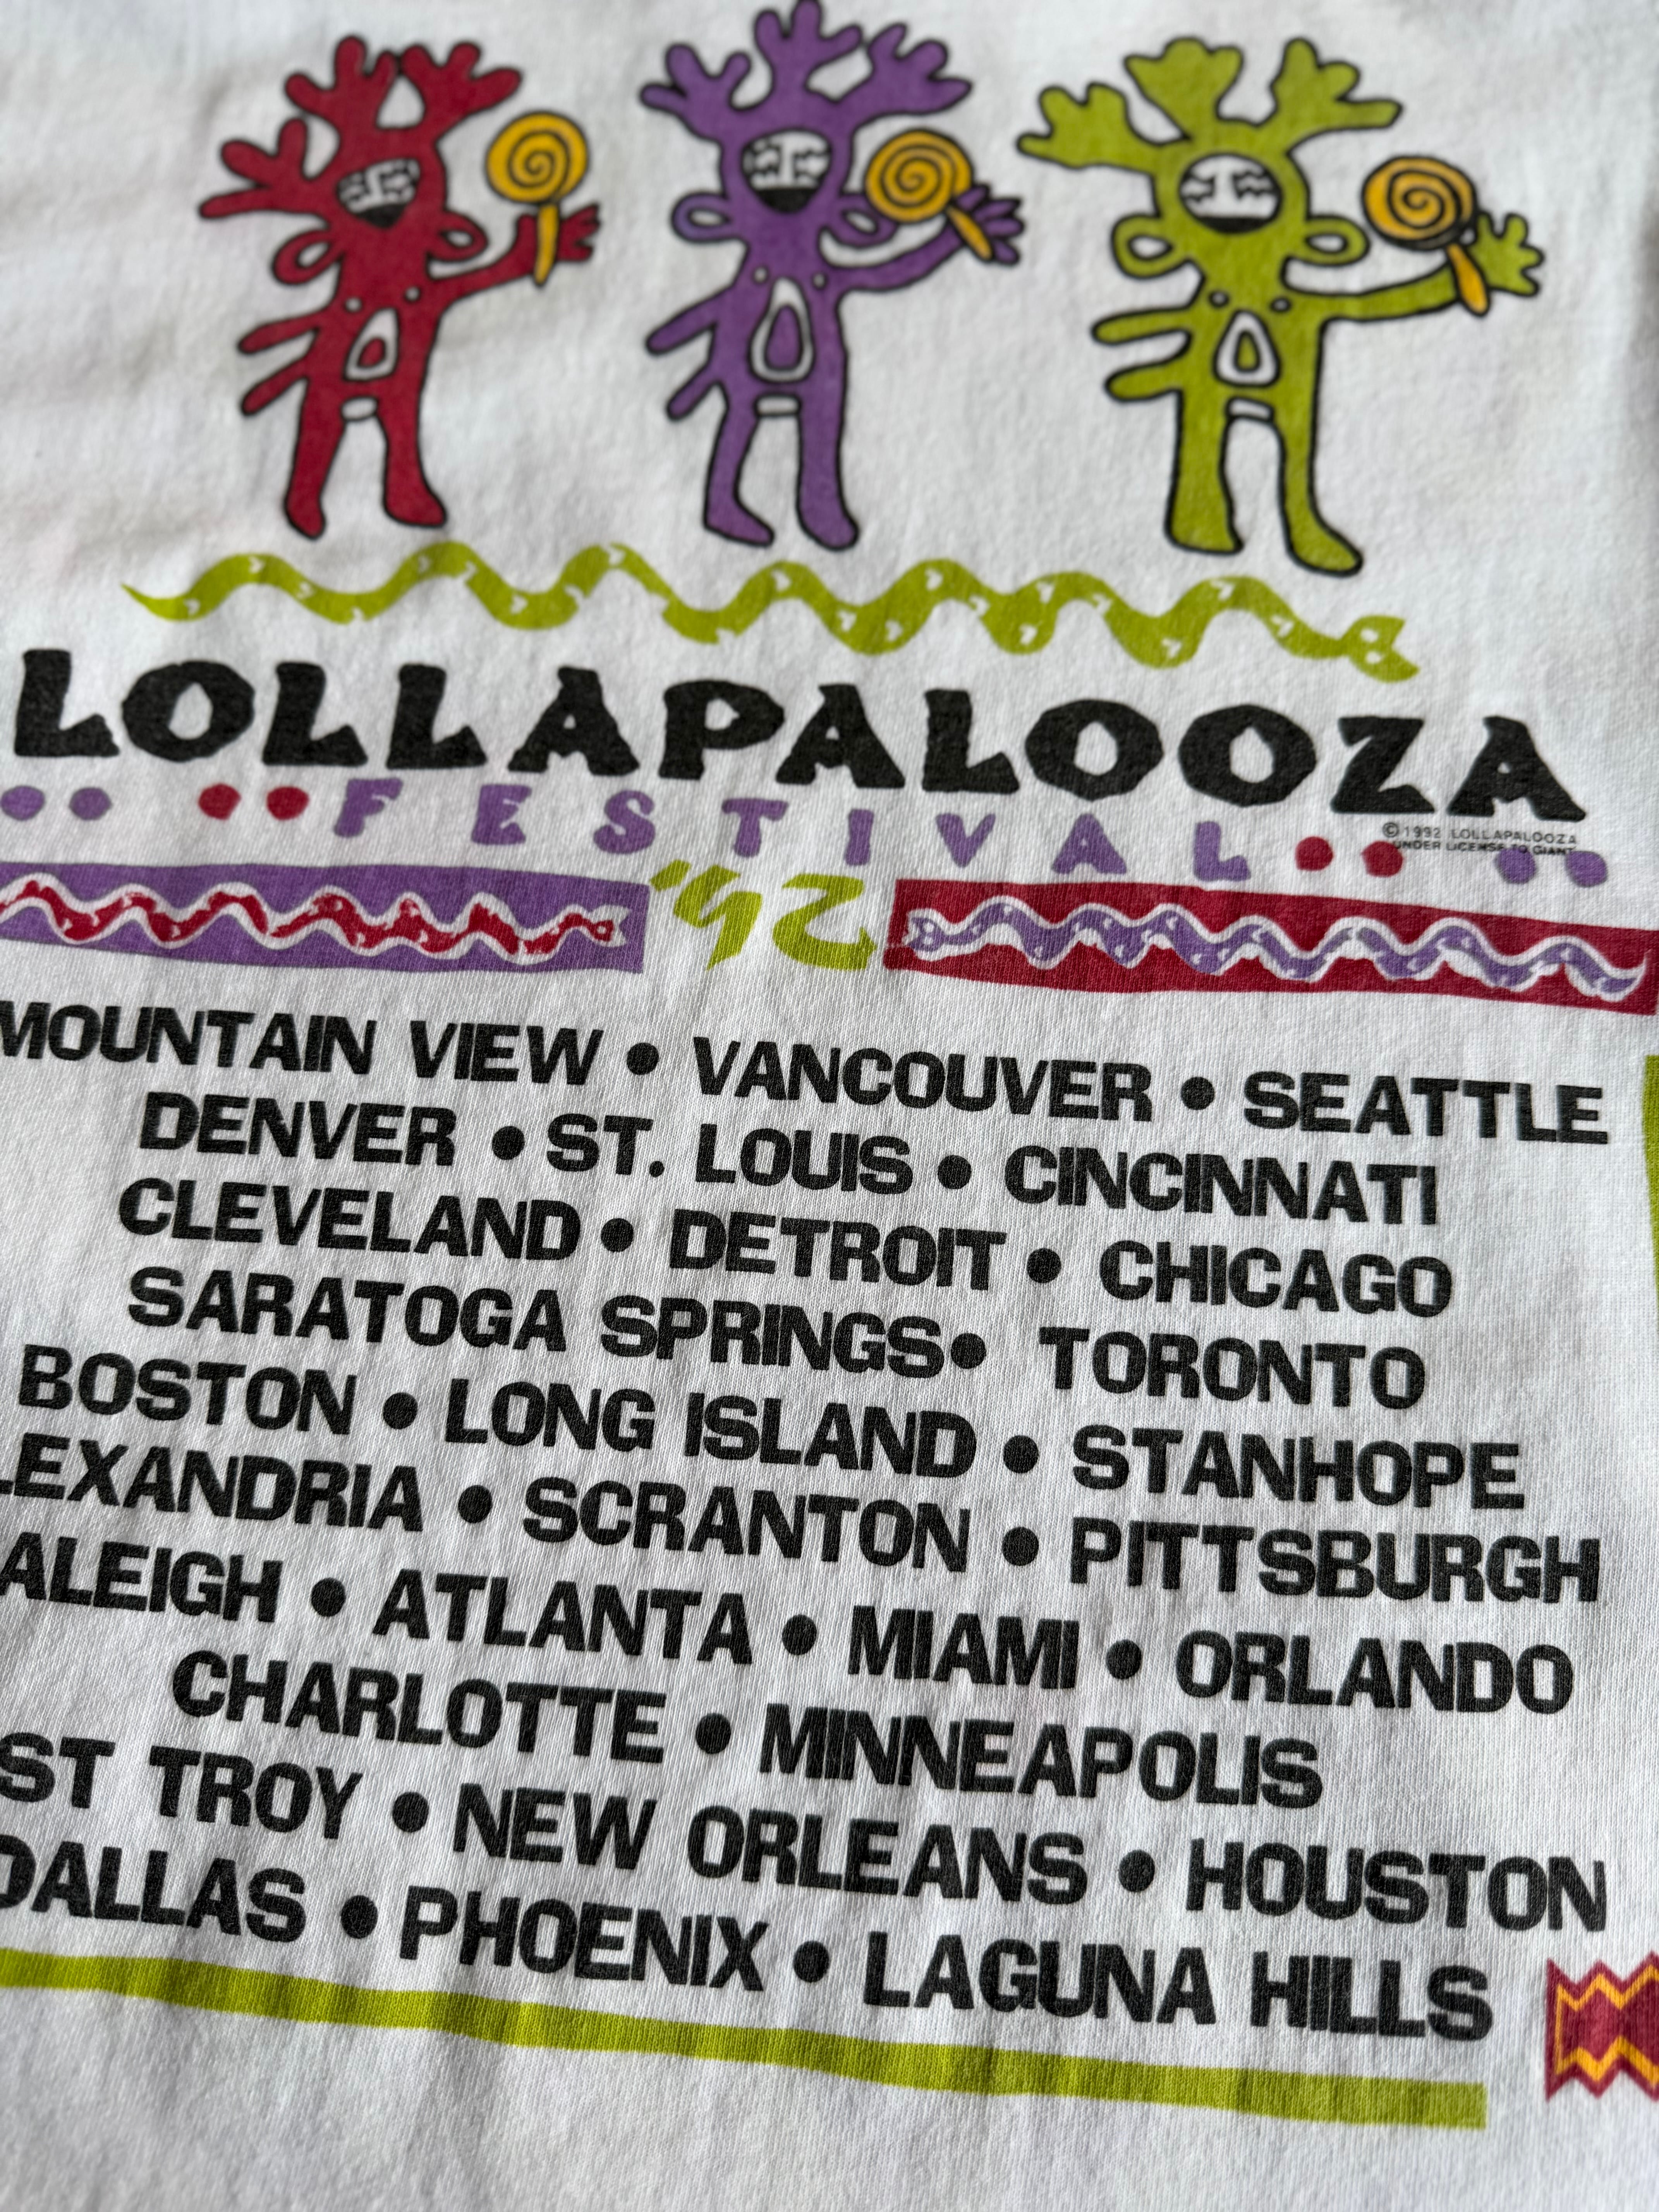 LOLLAPALOOZA
FESTIVAL
© 1992 LOLLAPALOOZA
UNDER LICENSE TO GIANT
'92
MOUNTAIN VIEW • VANCOUVER • SEATTLE
DENVER • ST. LOUIS • CINCINNATI
CLEVELAND • DETROIT • CHICAGO
SARATOGA SPRINGS • TORONTO
BOSTON • LONG ISLAND • STANHOPE
LEXANDRIA • SCRANTON • PITTSBURGH
ALEIGH • ATLANTA • MIAMI • ORLANDO
CHARLOTTE • MINNEAPOLIS
ST TROY • NEW ORLEANS • HOUSTON
DALLAS • PHOENIX • LAGUNA HILLS